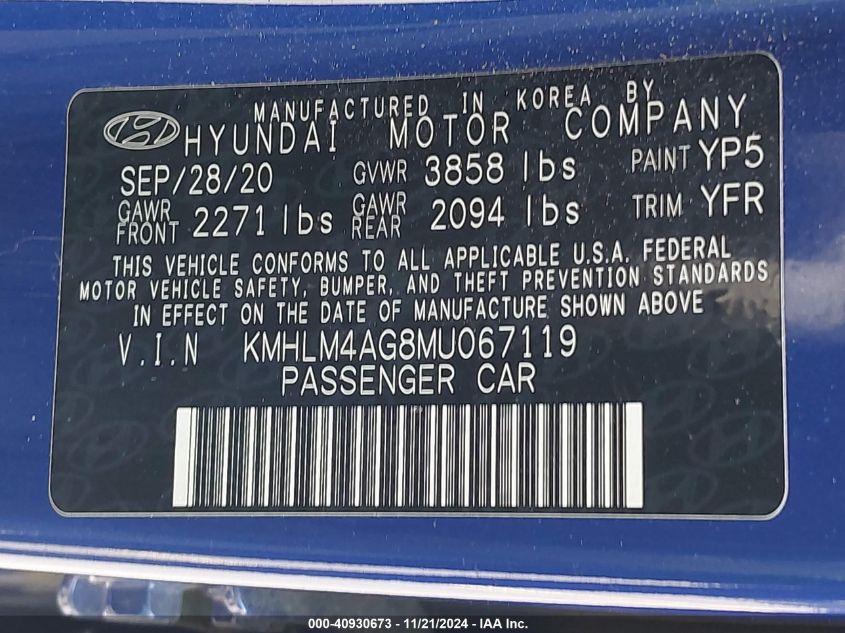 MANUFACTURED IN KOREA BY
HYUNDAI MOTOR COMPANY
SEP/28/20 GVWR 3858 lbs PAINT YP5
GAWR FRONT 2271 lbs GAWR REAR 2094 lbs TRIM YFR
THIS VEHICLE CONFORMS TO ALL APPLICABLE U.S.A. FEDERAL
MOTOR VEHICLE SAFETY, BUMPER, AND THEFT PREVENTION STANDARDS
IN EFFECT ON THE DATE OF MANUFACTURE SHOWN ABOVE
V.I.N KMHLM4AG8MU067119
PASSENGER CAR
000-40930673 - 11/21/2024 - IAA Inc.